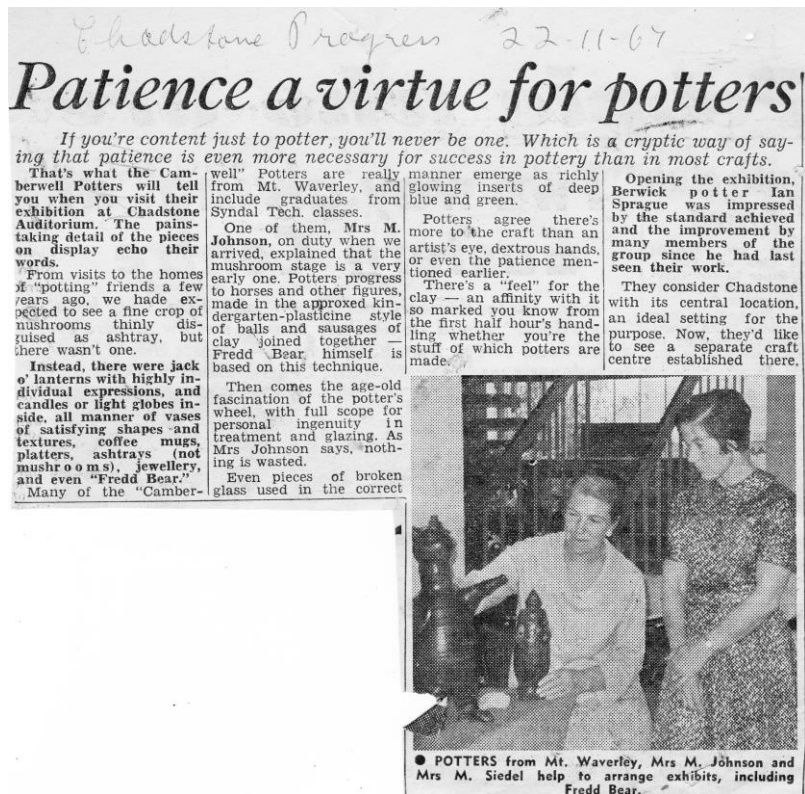 Chadstone Progress 22-11-67
Patience a virtue for potters
If you're content just to potter, you'll never be one. Which is a cryptic way of say-
ing that patience is even more necessary for success in pottery than in most crafts.
That's what the Cam-
berwell Potters will tell
you when you visit their
exhibition at Chadstone
Auditorium. The pains-
taking detail of the pieces
on display echo their
words.
From visits to the homes
of "potting" friends a few
years ago, we hade ex-
pected to see a fine crop of
mushrooms thinly dis-
guised as ashtray, but
there wasn't one.
Instead, there were jack
o' lanterns with highly in-
dividual expressions, and
candles or light globes in-
side, all manner of vases
of satisfying shapes and
textures, coffee mugs,
platters, ashtrays (not
mushrooms), jewellery,
and even "Fredd Bear."
Many of the "Camber-
well" Potters are really
from Mt. Waverley, and
include graduates from
Syndal Tech. classes.
One of them, Mrs M.
Johnson, on duty when we
arrived, explained that the
mushroom stage is a very
early one. Potters progress
to horses and other figures,
made in the approxed kin-
dergarten-plasticine style
of balls and sausages of
clay joined together —
Fredd Bear himself is
based on this technique.
Then comes the age-old
fascination of the potter's
wheel, with full scope for
personal ingenuity in
treatment and glazing. As
Mrs Johnson says, noth-
ing is wasted.
Even pieces of broken
glass used in the correct
manner emerge as richly
glowing inserts of deep
blue and green.
Potters agree there's
more to the craft than an
artist's eye, dextrous hands,
or even the patience men-
tioned earlier.
There's a "feel" for the
clay — an affinity with it
so marked you know from
the first half hour's hand-
ling whether you're the
stuff of which potters are
made.
Opening the exhibition,
Berwick potter Ian
Sprague was impressed
by the standard achieved
and the improvement by
many members of the
group since he had last
seen their work.
They consider Chadstone
with its central location,
an ideal setting for the
purpose. Now, they'd like
to see a separate craft
centre established there.
● POTTERS from Mt. Waverley, Mrs M. Johnson and
Mrs M. Siedel help to arrange exhibits, including
Fredd Bear.